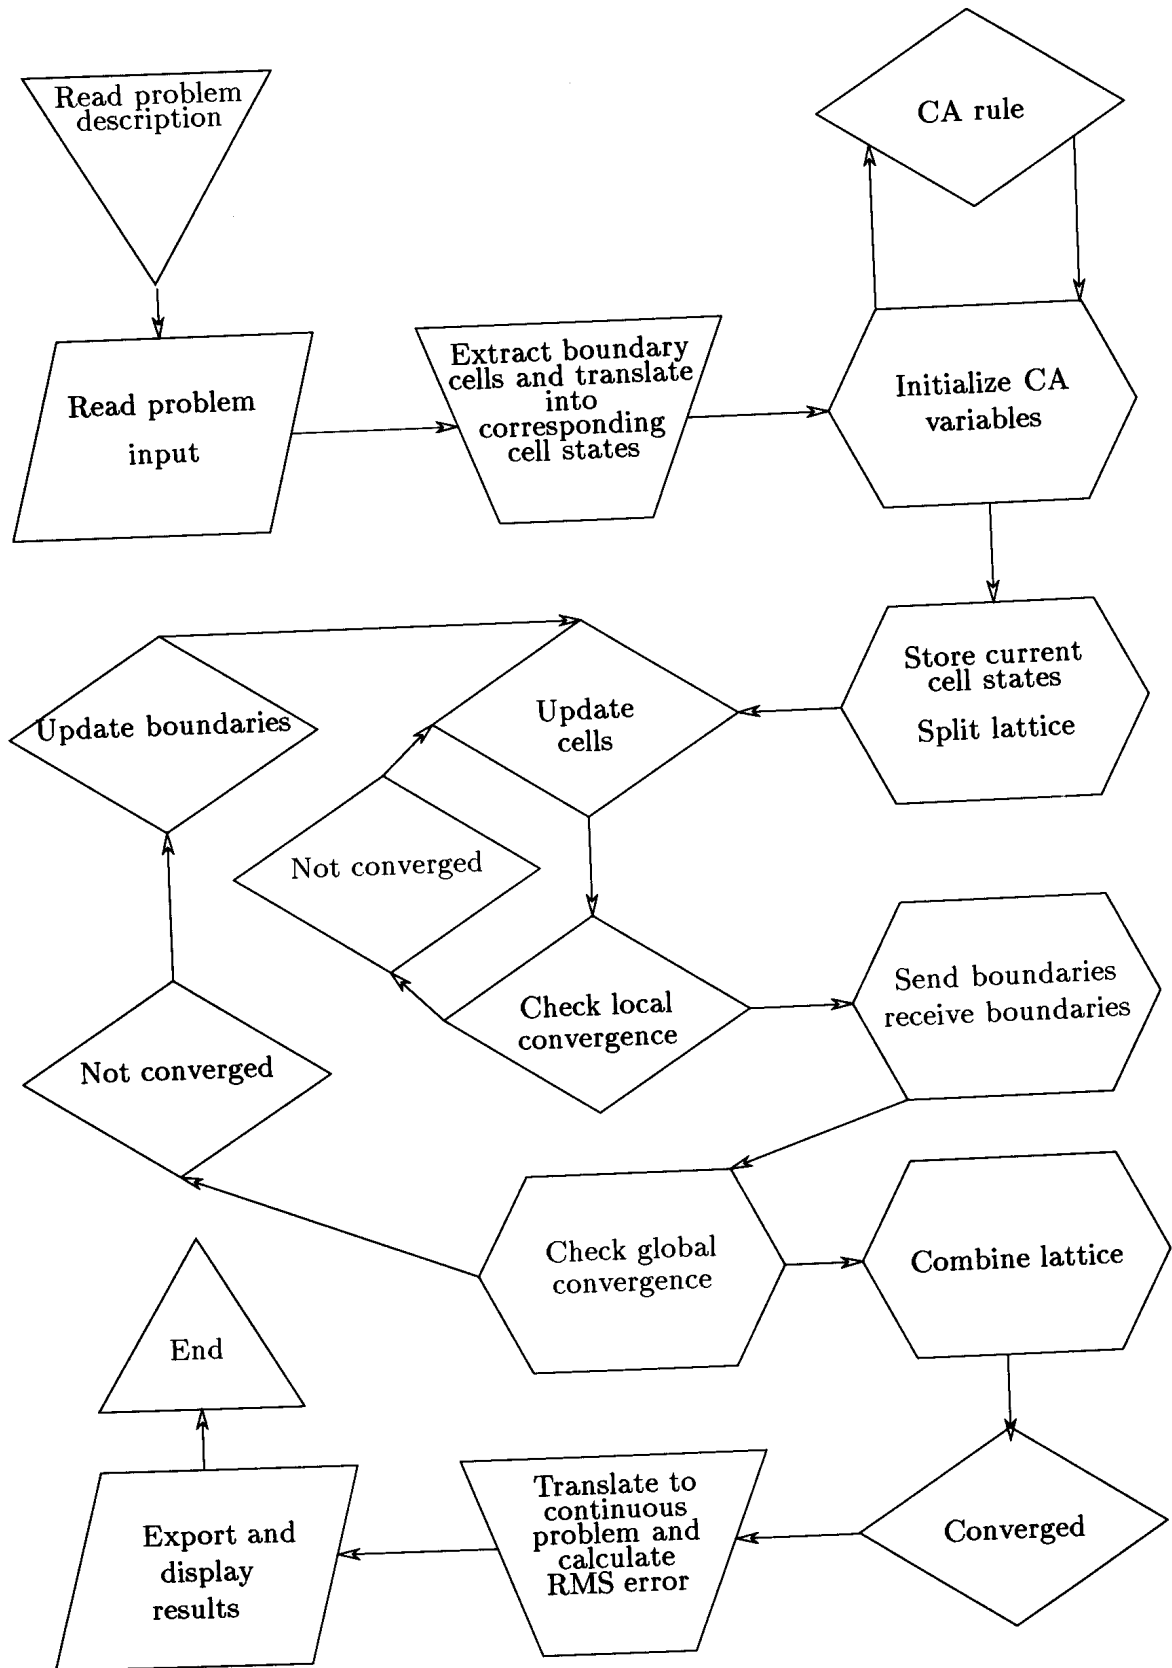 Read problem
description
CA rule
Read problem
input
Extract boundary
cells and translate
into
corresponding
cell states
Initialize CA
variables
Store current
cell states
Split lattice
Update boundaries
Update
cells
Not converged
Check local
convergence
Send boundaries
receive boundaries
Not converged
Check global
convergence
Combine lattice
End
Converged
Translate to
continuous
problem and
calculate
RMS error
Export and
display
results